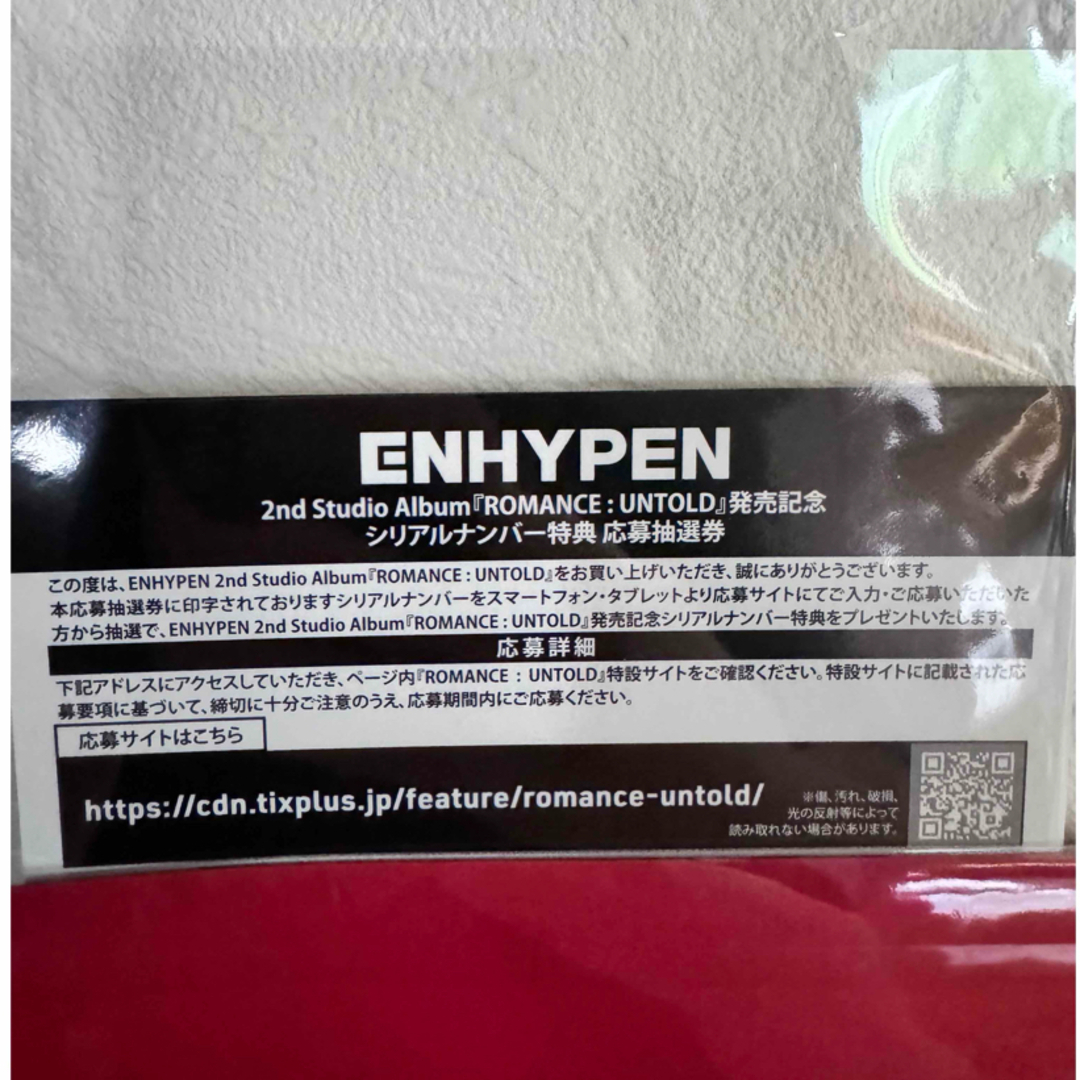 ENHYPEN
2nd Studio Album『ROMANCE : UNTOLD』発売記念
シリアルナンバー特典 応募抽選券
この度は、ENHYPEN 2nd Studio Album『ROMANCE : UNTOLD』をお買い上げいただき、誠にありがとうございます。
本応募抽選券に印字されておりますシリアルナンバーをスマートフォン・タブレットより応募サイトにてご入力・ご応募いただいた
方から抽選で、ENHYPEN 2nd Studio Album『ROMANCE : UNTOLD』発売記念シリアルナンバー特典をプレゼントいたします。
応募詳細
下記アドレスにアクセスしていただき、ページ内『ROMANCE : UNTOLD』特設サイトをご確認ください。特設サイトに記載された応
募要項に基づいて、締切に十分ご注意のうえ、応募期間内にご応募ください。
応募サイトはこちら
https://cdn.tixplus.jp/feature/romance-untold/
※傷、汚れ、破損、
光の反射等によって
読み取れない場合があります。